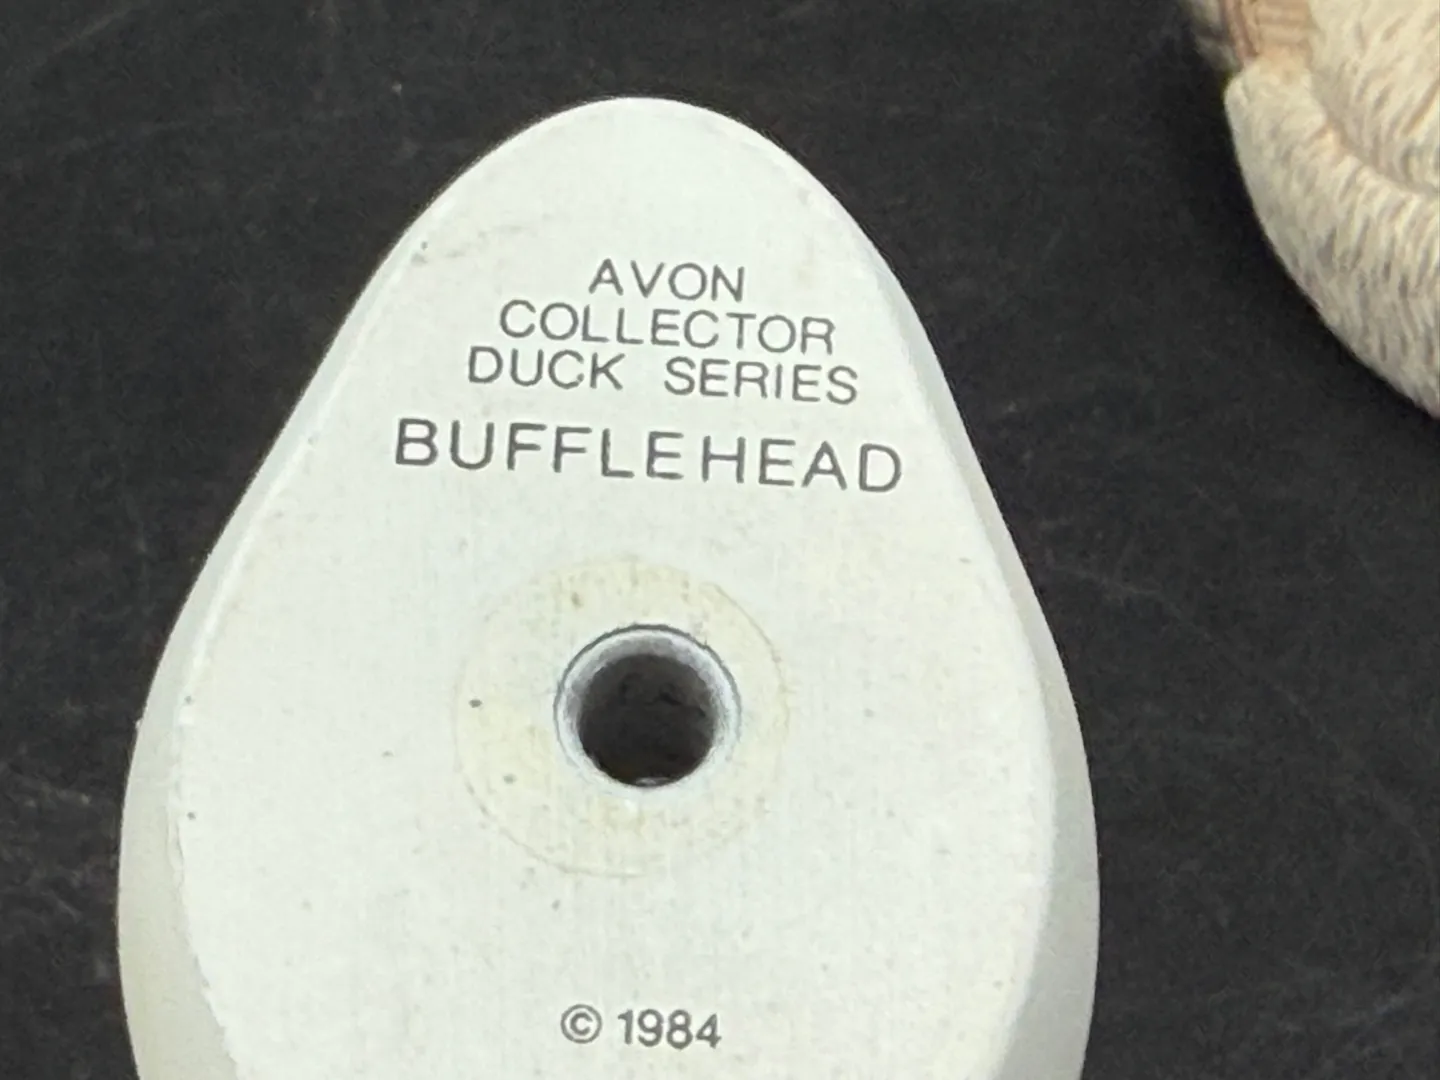 AVON
COLLECTOR
DUCK SERIES
BUFFLEHEAD
© 1984